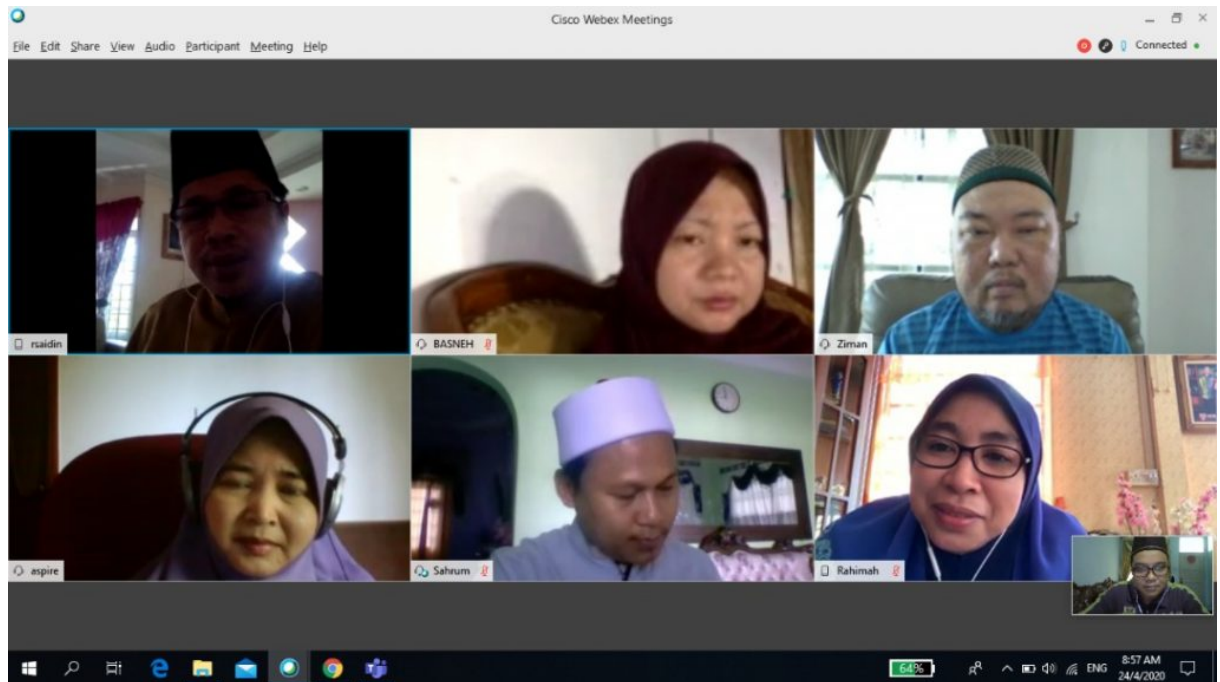 Cisco Webex Meetings
File Edit Share View Audio Participant Meeting Help
Connected
rsaidin
BASNEH
Ziman
aspire
Sahrum
Rahimah
64%
ENG
8:57 AM
24/4/2020